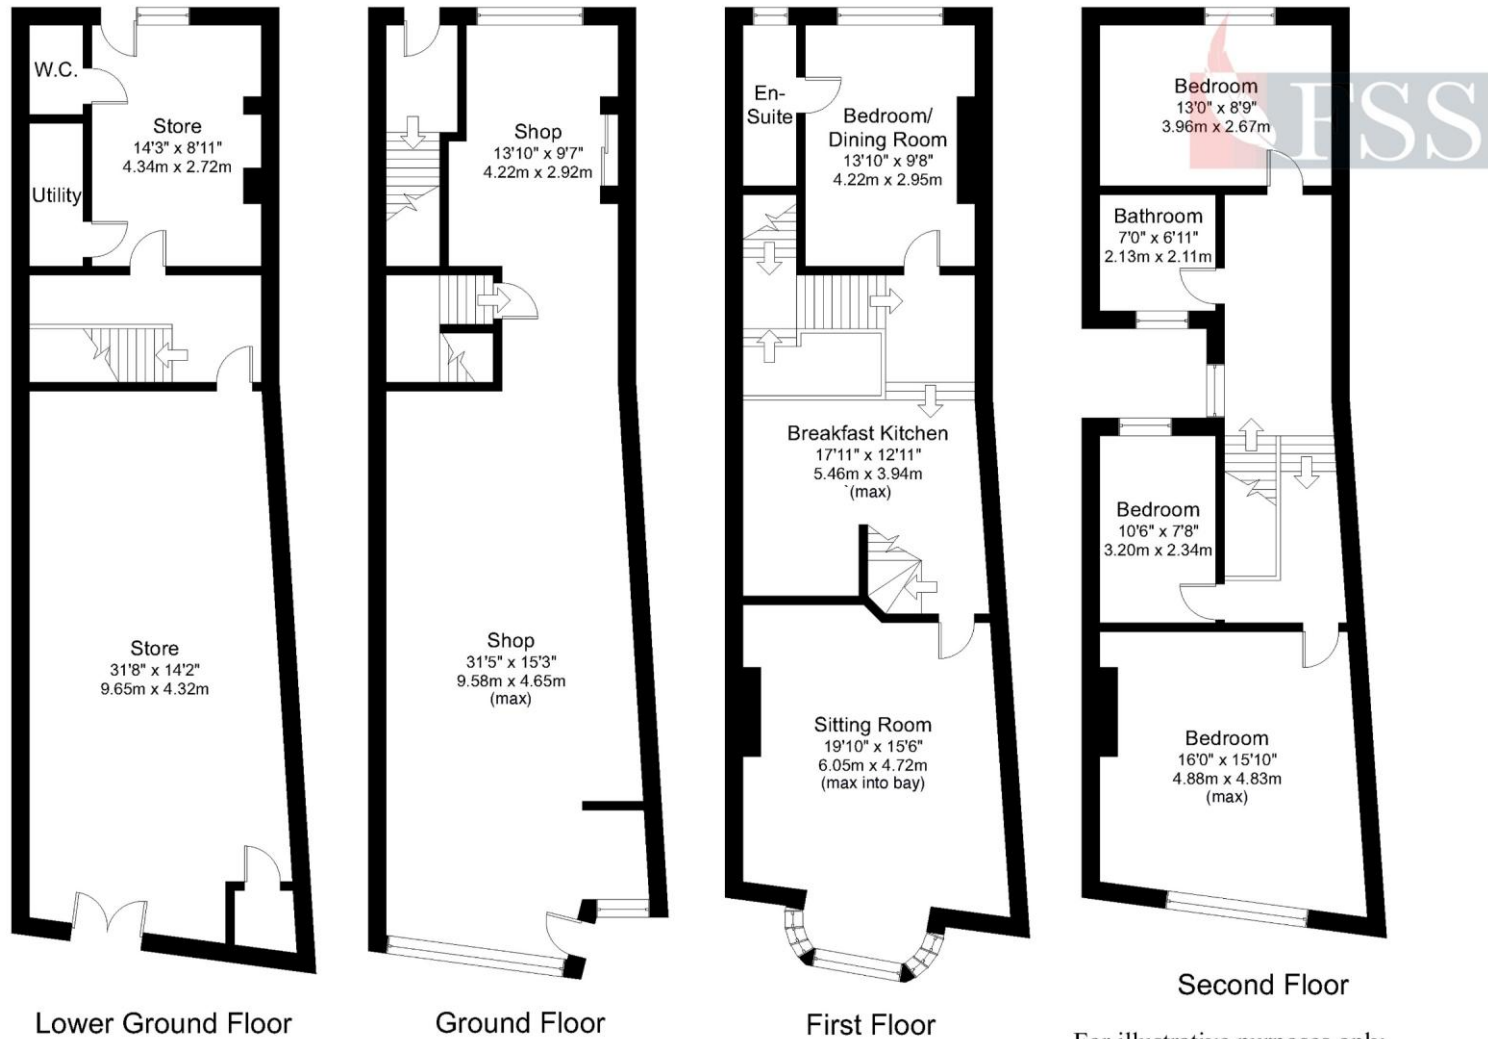 W.C.
Store
14'3" x 8'11"
4.34m x 2.72m
Utility
Store
31'8" x 14'2"
9.65m x 4.32m
Lower Ground Floor
Shop
13'10" x 9'7"
4.22m x 2.92m
Shop
31'5" x 15'3"
9.58m x 4.65m
(max)
Ground Floor
En-
Suite
Bedroom/
Dining Room
13'10" x 9'8"
4.22m x 2.95m
Breakfast Kitchen
17'11" x 12'11"
5.46m x 3.94m
`(max)
Sitting Room
19'10" x 15'6"
6.05m x 4.72m
(max into bay)
First Floor
FSS
Bedroom
13'0" x 8'9"
3.96m x 2.67m
Bathroom
7'0" x 6'11"
2.13m x 2.11m
Bedroom
10'6" x 7'8"
3.20m x 2.34m
Bedroom
16'0" x 15'10"
4.88m x 4.83m
(max)
Second Floor
For illustrative purposes only